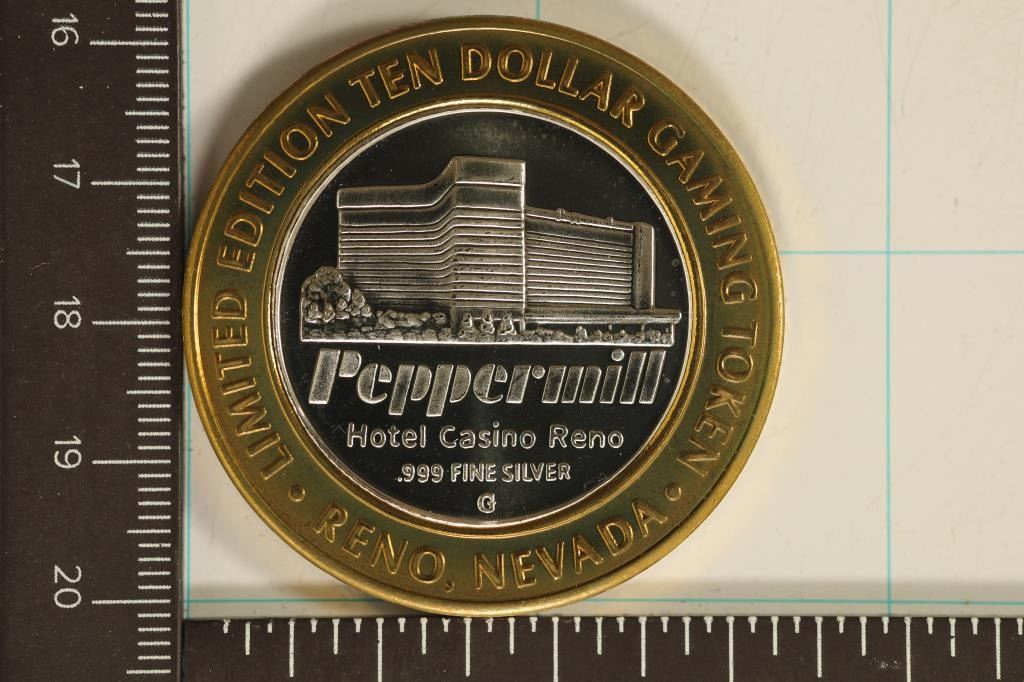 LIMITED EDITION TEN DOLLAR GAMING TOKEN
Peppermill
Hotel Casino Reno
.999 FINE SILVER
G
• RENO, NEVADA •
16
17
18
19
20